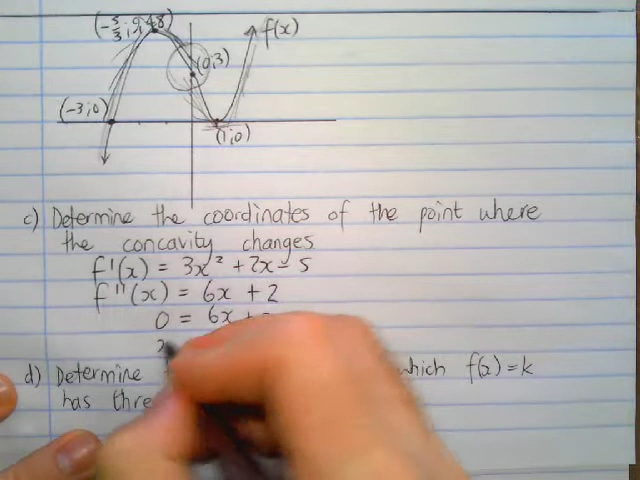 (-5/3; 9,48)
f(x)
(0;3)
(-3;0)
(1;0)
c) Determine the coordinates of the point where
the concavity changes
f'(x) = 3x² + 2x - 5
f''(x) = 6x + 2
0 = 6x +
d) Determine which f(x) = k
has